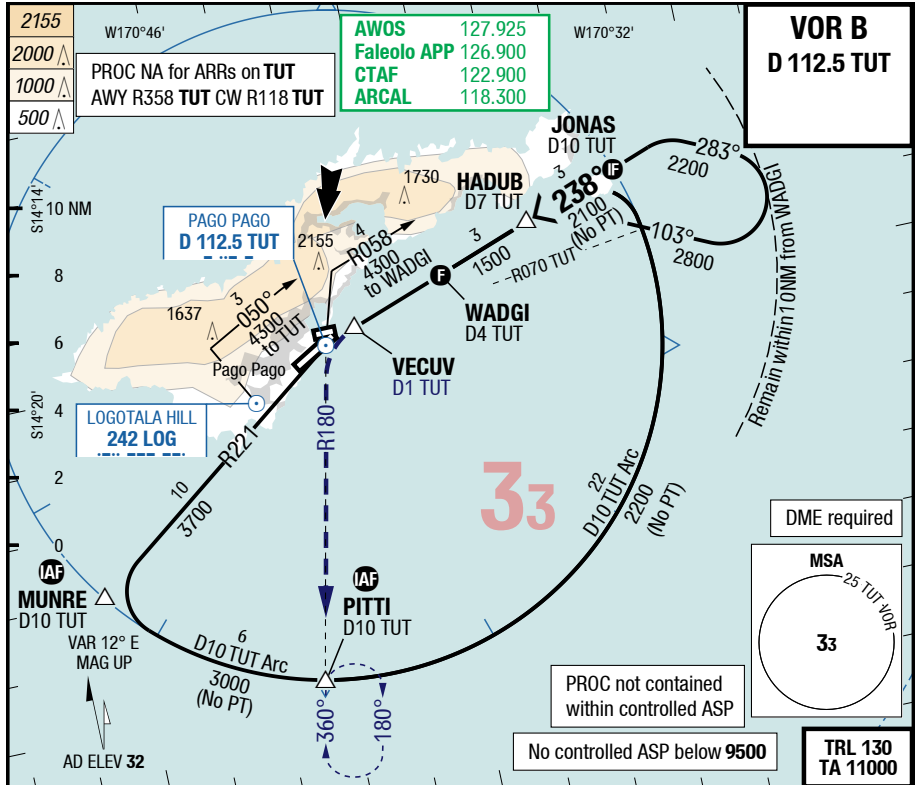 2155
2000
1000
500
W170°46'
PROC NA for ARRs on TUT
AWY R358 TUT CW R118 TUT
AWOS 127.925
Faleolo APP 126.900
CTAF 122.900
ARCAL 118.300
W170°32'
VOR B
D 112.5 TUT
JONAS
D10 TUT
IF
283°
2200
103°
2800
Remain within 10NM from WADGI
HADUB
D7 TUT
3
238°
2100
(No PT)
1730
S14°14'
10 NM
8
6
4
2
0
S14°20'
PAGO PAGO
D 112.5 TUT
2155
4
R058
4300
to WADGI
3
1500
R070 TUT
F
WADGI
D4 TUT
VECUV
D1 TUT
1637
3
050°
4300
to TUT
Pago Pago
LOGOTALA HILL
242 LOG
R221
10
3700
R180
33
22
D10 TUT Arc
2200
(No PT)
DME required
MSA
25 TUT VOR
33
IAF
MUNRE
D10 TUT
IAF
PITTI
D10 TUT
6
D10 TUT Arc
3000
(No PT)
360°
180°
VAR 12° E
MAG UP
AD ELEV 32
PROC not contained
within controlled ASP
No controlled ASP below 9500
TRL 130
TA 11000